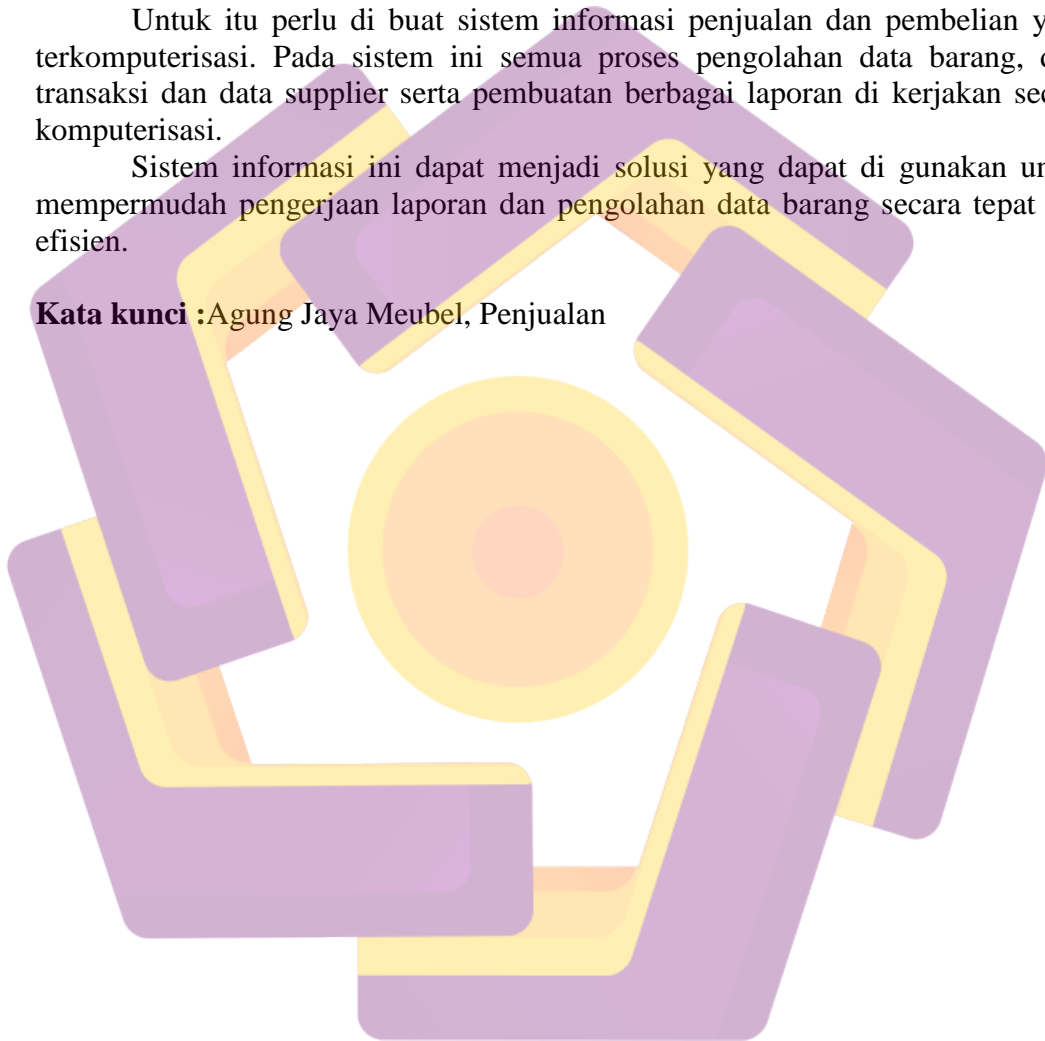 Untuk itu perlu di buat sistem informasi penjualan dan pembelian
terkomputerisasi. Pada sistem ini semua proses pengolahan data barang,
transaksi dan data supplier serta pembuatan berbagai laporan di kerjakan
komputerisasi.
Sistem informasi ini dapat menjadi solusi yang dapat di gunakan
mempermudah pengerjaan laporan dan pengolahan data barang secara tepat
efisien.
Kata kunci :Agung Jaya Meubel, Penjualan